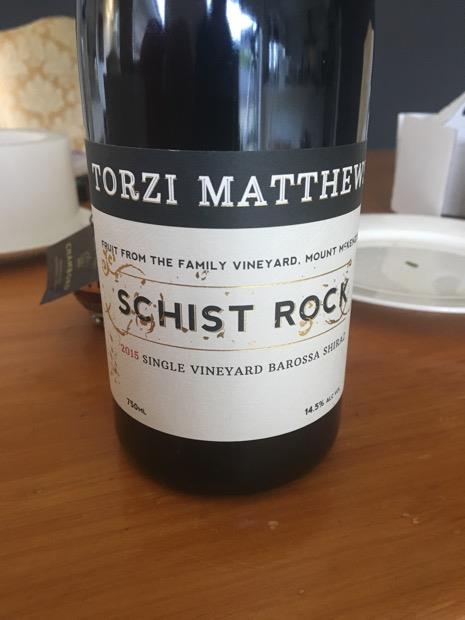 TORZI MATTHEW
FRUIT FROM THE FAMILY VINEYARD. MOUNT MCKENZ
SCHIST ROCK
2015 SINGLE VINEYARD BAROSSA SHIRAZ
750ML 14.5% ALC VOL